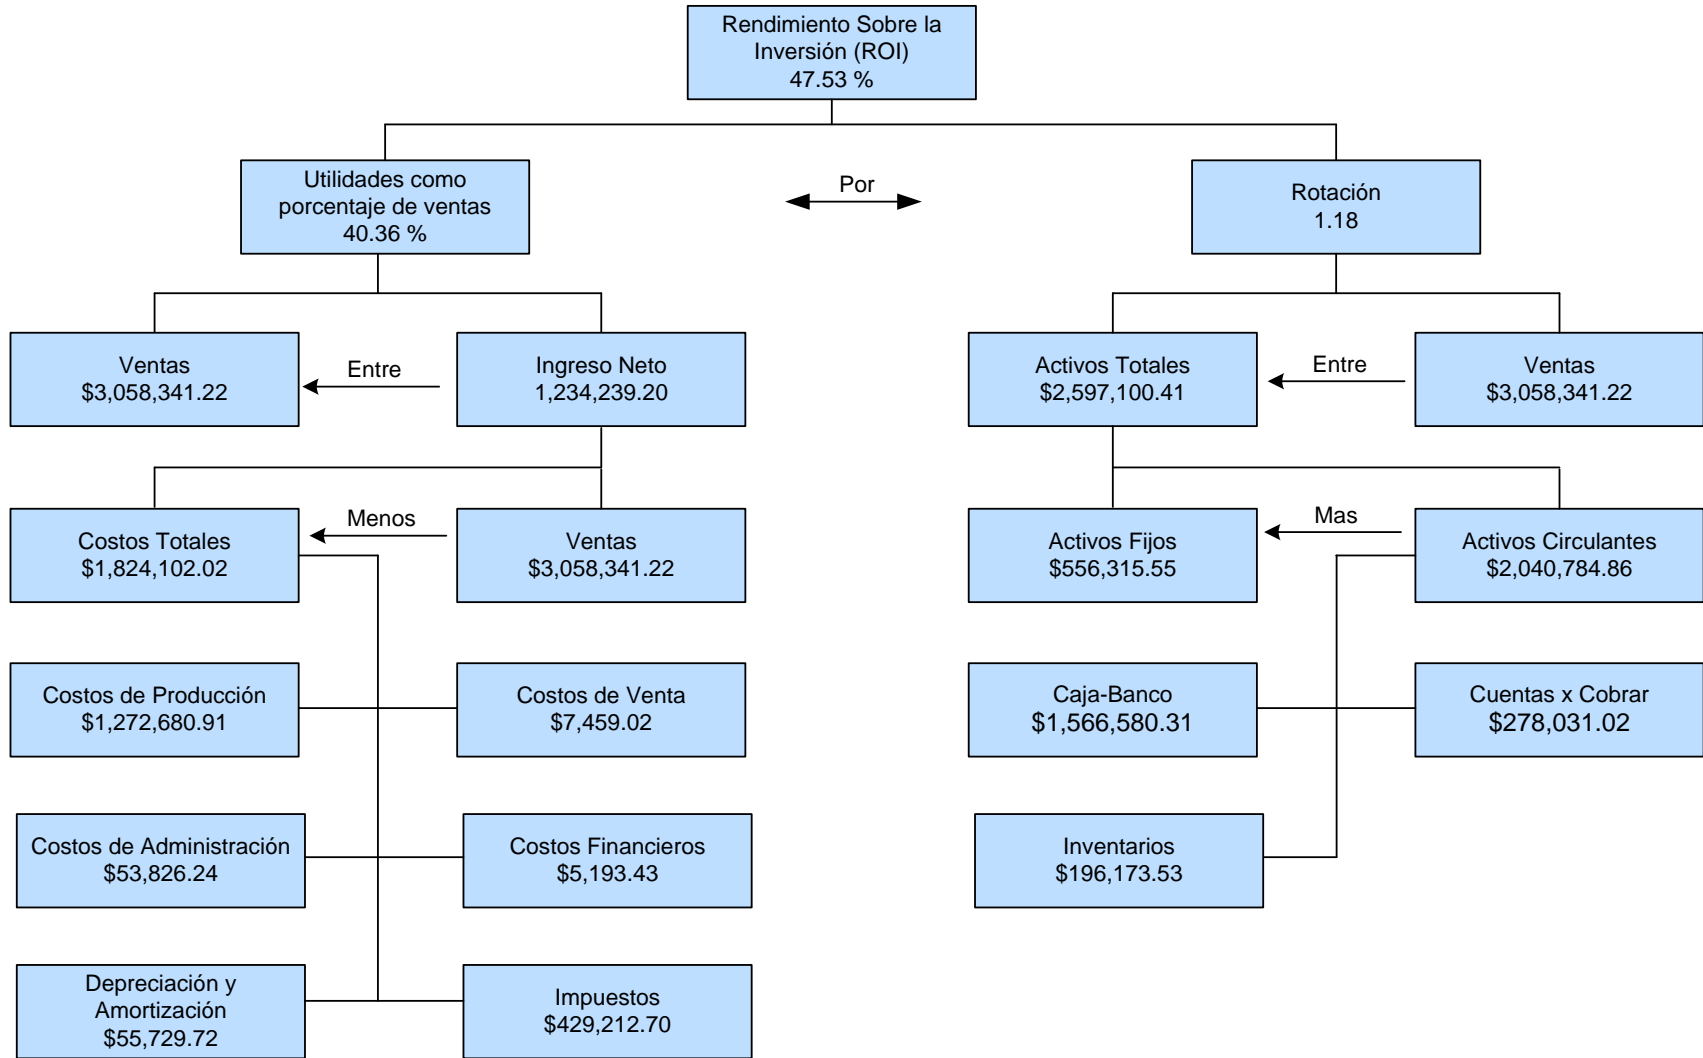 Rendimiento Sobre la
Inversión (ROI)
47.53 %
Utilidades como
porcentaje de ventas
40.36 %
Por
Rotación
1.18
Ventas
$3,058,341.22
Entre
Ingreso Neto
1,234,239.20
Activos Totales
$2,597,100.41
Entre
Ventas
$3,058,341.22
Costos Totales
$1,824,102.02
Menos
Ventas
$3,058,341.22
Activos Fijos
$556,315.55
Mas
Activos Circulantes
$2,040,784.86
Costos de Producción
$1,272,680.91
Costos de Venta
$7,459.02
Caja-Banco
$1,566,580.31
Cuentas x Cobrar
$278,031.02
Costos de Administración
$53,826.24
Costos Financieros
$5,193.43
Inventarios
$196,173.53
Depreciación y
Amortización
$55,729.72
Impuestos
$429,212.70